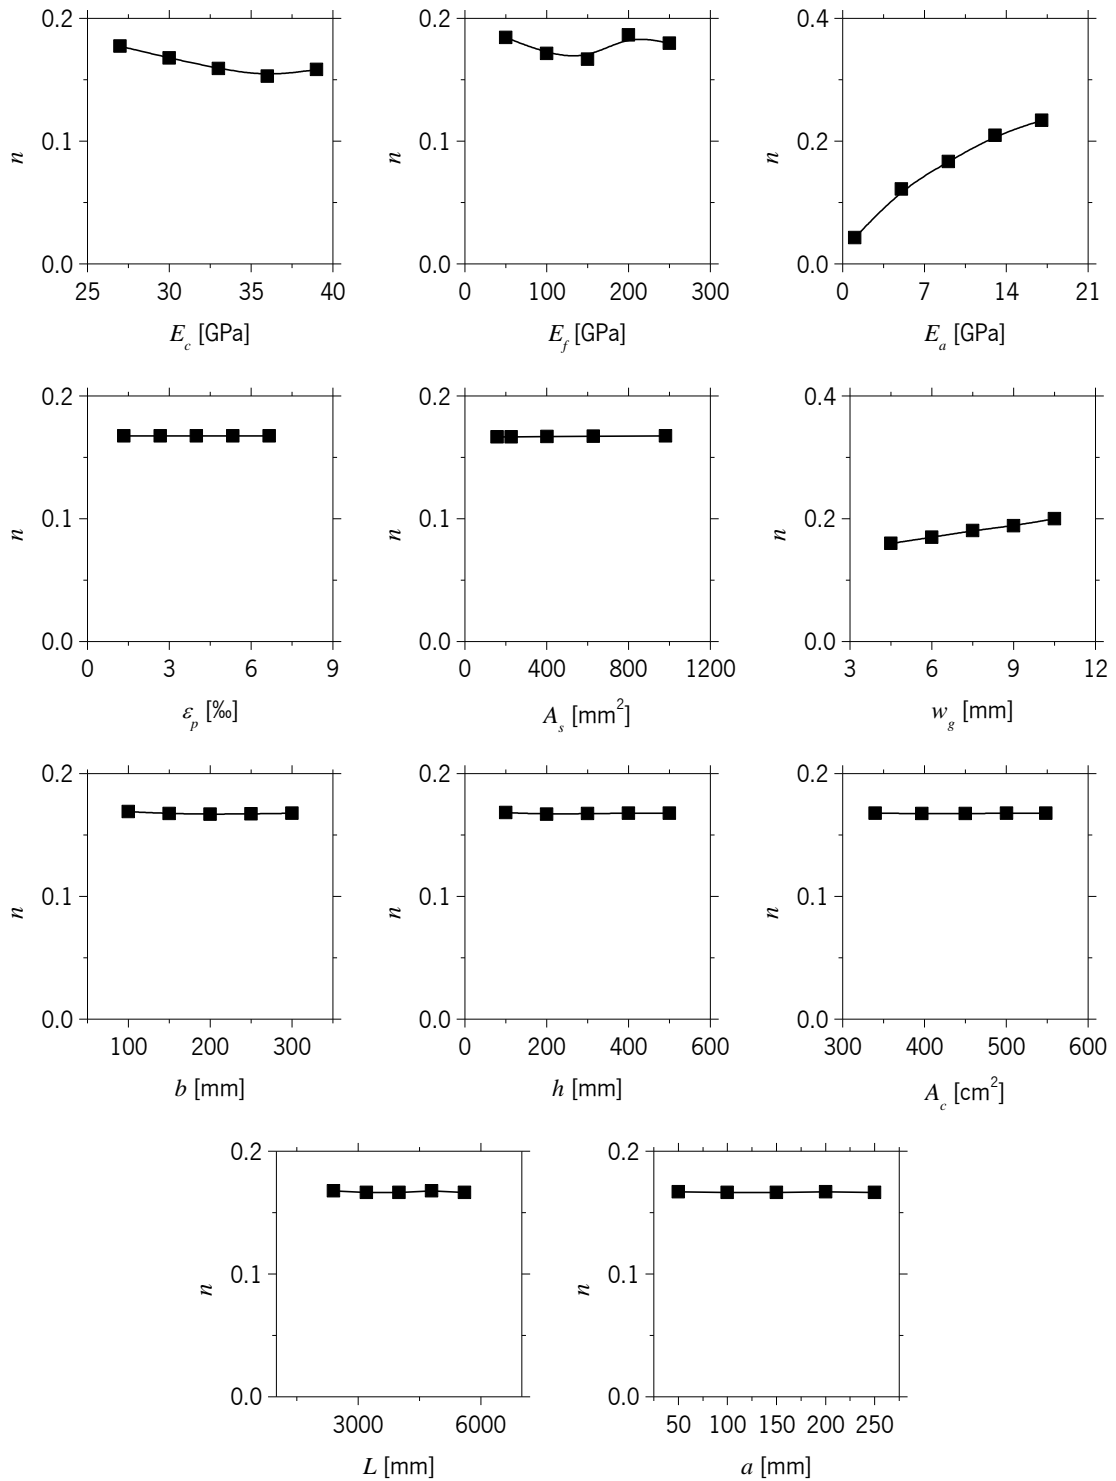 0.2 0.2 0.4
n 0.1 n 0.1 n 0.2
0.0 0.0 0.0
25 30 35 40 0 100 200 300 0 7 14 21
E_c [GPa] E_f [GPa] E_a [GPa]
0.2 0.2 0.4
n 0.1 n 0.1 n 0.2
0.0 0.0 0.0
0 3 6 9 0 400 800 1200 3 6 9 12
ε_p [‰] A_s [mm²] w_g [mm]
0.2 0.2 0.2
n 0.1 n 0.1 n 0.1
0.0 0.0 0.0
100 200 300 0 200 400 600 300 400 500 600
b [mm] h [mm] A_c [cm²]
0.2 0.2
n 0.1 n 0.1
0.0 0.0
3000 6000 50 100 150 200 250
L [mm] a [mm]